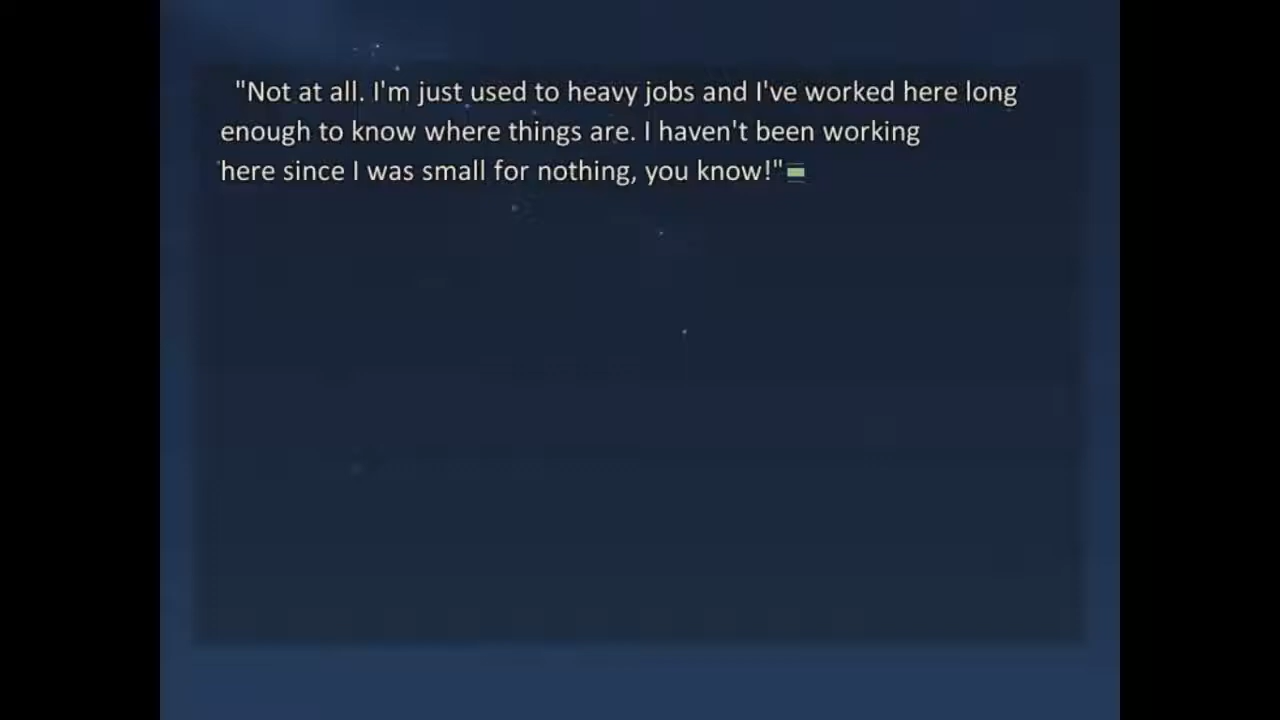 "Not at all. I'm just used to heavy jobs and I've worked here long
enough to know where things are. I haven't been working
here since I was small for nothing, you know!"